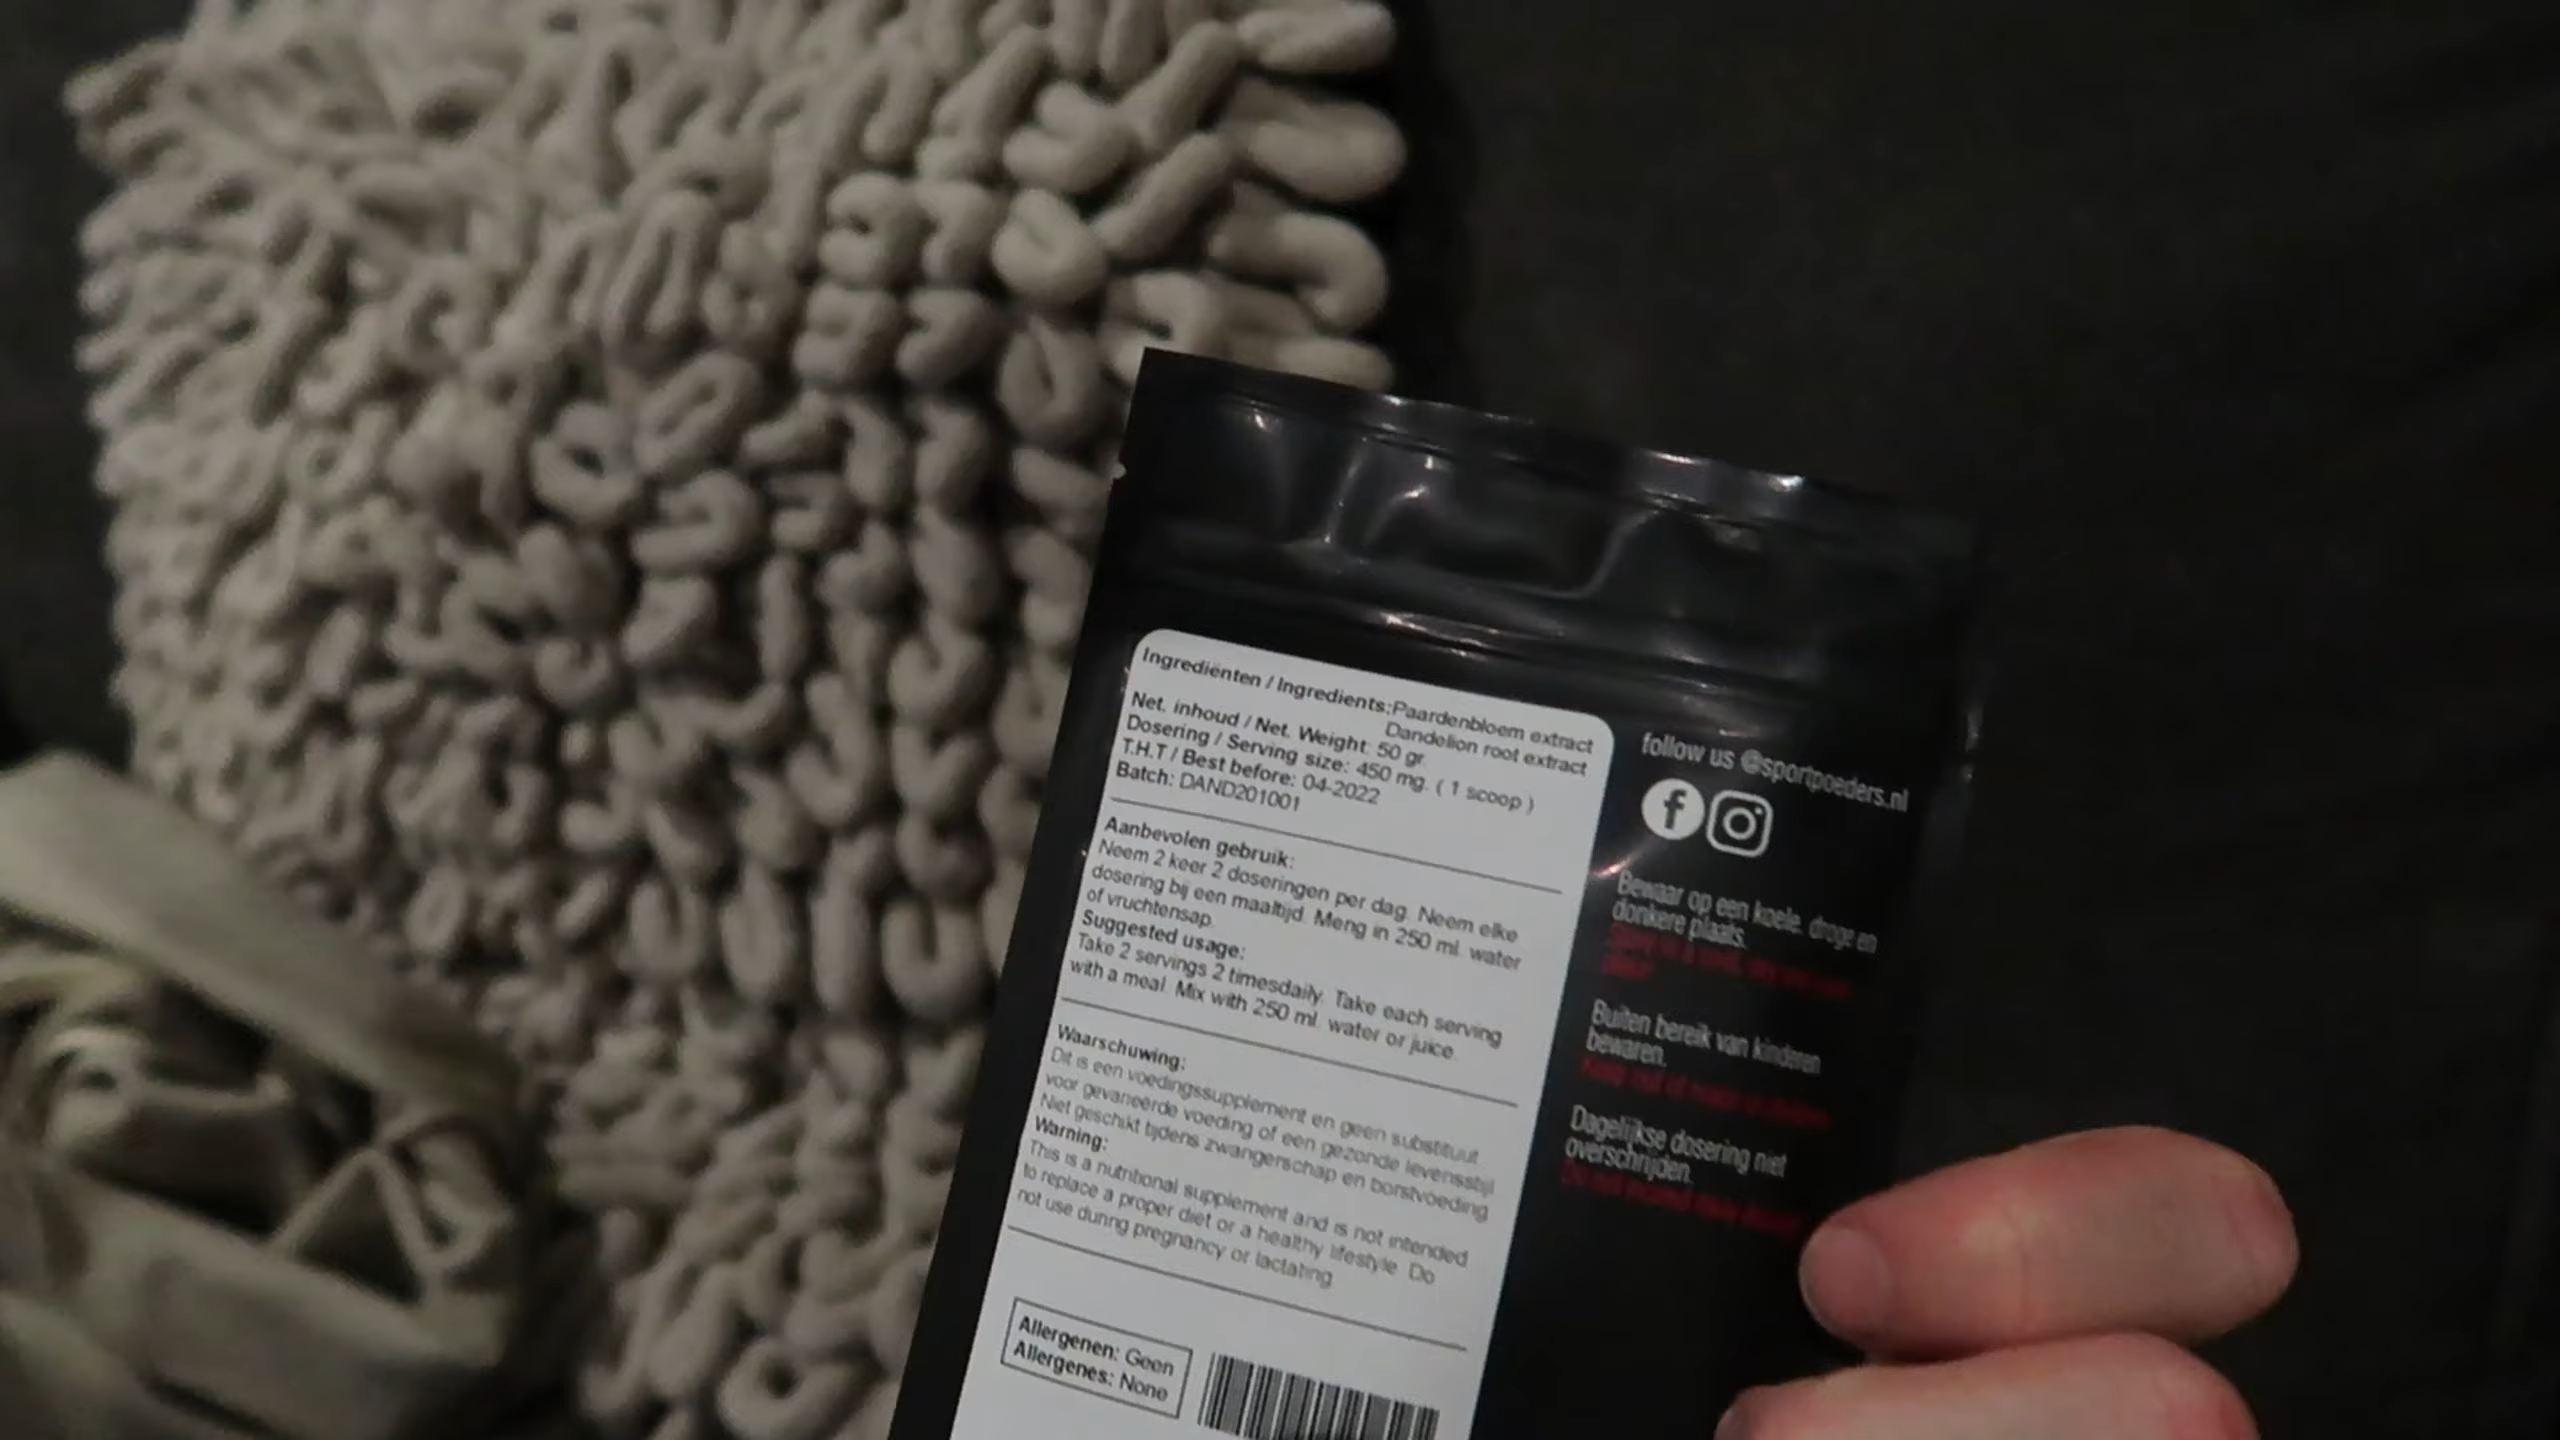 Ingrediënten / Ingredients: Paardenbloem extract
Dandelion root extract
Net. inhoud / Net. Weight: 50 gr.
Dosering / Serving size: 450 mg. ( 1 scoop )
T.H.T / Best before: 04-2022
Batch: DAND201001
Aanbevolen gebruik:
Neem 2 keer 2 doseringen per dag. Neem elke
dosering bij een maaltijd. Meng in 250 ml. water
of vruchtensap.
Suggested usage:
Take 2 servings 2 timesdaily. Take each serving
with a meal. Mix with 250 ml. water or juice.
Waarschuwing:
Dit is een voedingssupplement en geen substituut
voor gevarieerde voeding of een gezonde levensstijl.
Niet geschikt tijdens zwangerschap en borstvoeding.
Warning:
This is a nutritional supplement and is not intended
to replace a proper diet or a healthy lifestyle. Do
not use during pregnancy or lactating.
Allergenen: Geen
Allergenes: None
follow us @sportpoeders.nl
Bewaar op een koele, droge en
donkere plaats.
Buiten bereik van kinderen
bewaren.
Dagelijkse dosering niet
overschrijden.